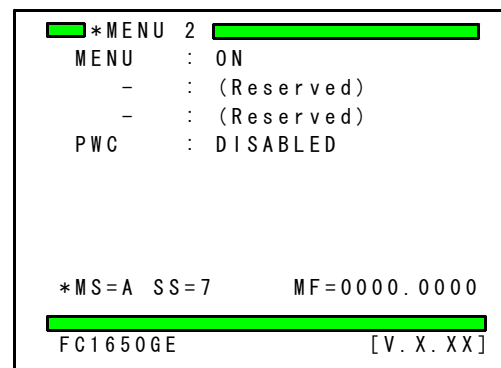 *MENU 2
MENU : ON
- : (Reserved)
- : (Reserved)
PWC : DISABLED
*MS=A SS=7 MF=0000.0000
FC1650GE [V.X.XX]